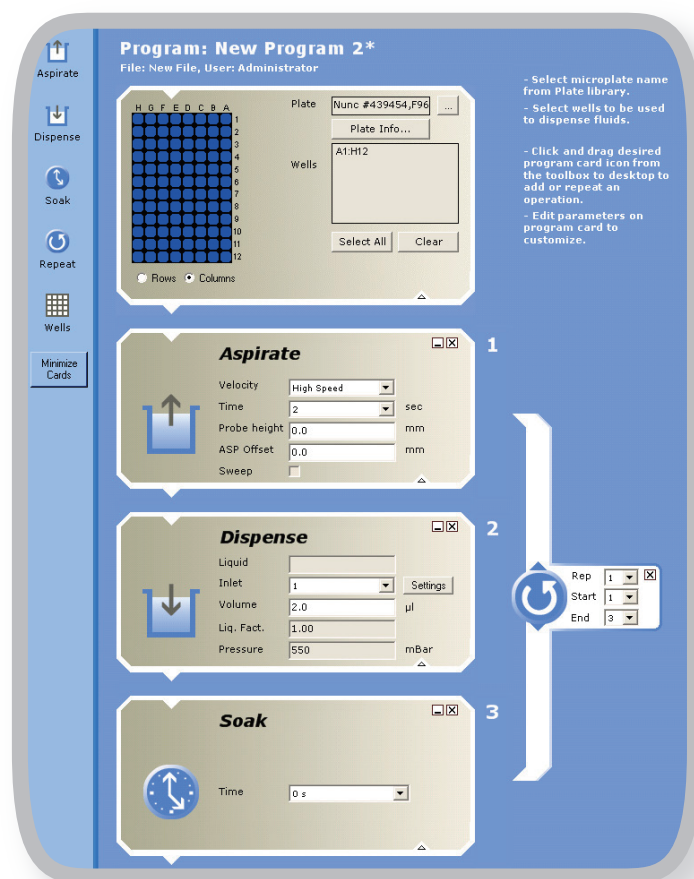 Program: New Program 2*
File: New File, User: Administrator
Aspirate
Dispense
Soak
Repeat
Wells
Minimize
Cards
H G F E D C B A
1
2
3
4
5
6
7
8
9
10
11
12
Rows Columns
Plate Nunc #439454,F96 ...
Plate Info...
Wells A1:H12
Select All Clear
- Select microplate name
from Plate library.
- Select wells to be used
to dispense fluids.
- Click and drag desired
program card icon from
the toolbox to desktop to
add or repeat an
operation.
- Edit parameters on
program card to
customize.
1
Aspirate
Velocity High Speed
Time 2 sec
Probe height 0.0 mm
ASP Offset 0.0 mm
Sweep
2
Dispense
Liquid
Inlet 1 Settings
Volume 2.0 µl
Liq. Fact. 1.00
Pressure 550 mBar
Rep 1
Start 1
End 3
3
Soak
Time 0 s